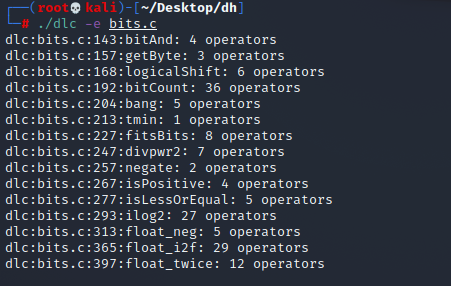 ┌──(root💀kali)-[~/Desktop/dh]
└─# ./dlc -e bits.c
dlc:bits.c:143:bitAnd: 4 operators
dlc:bits.c:157:getByte: 3 operators
dlc:bits.c:168:logicalShift: 6 operators
dlc:bits.c:192:bitCount: 36 operators
dlc:bits.c:204:bang: 5 operators
dlc:bits.c:213:tmin: 1 operators
dlc:bits.c:227:fitsBits: 8 operators
dlc:bits.c:247:divpwr2: 7 operators
dlc:bits.c:257:negate: 2 operators
dlc:bits.c:267:isPositive: 4 operators
dlc:bits.c:277:isLessOrEqual: 5 operators
dlc:bits.c:293:ilog2: 27 operators
dlc:bits.c:313:float_neg: 5 operators
dlc:bits.c:365:float_i2f: 29 operators
dlc:bits.c:397:float_twice: 12 operators